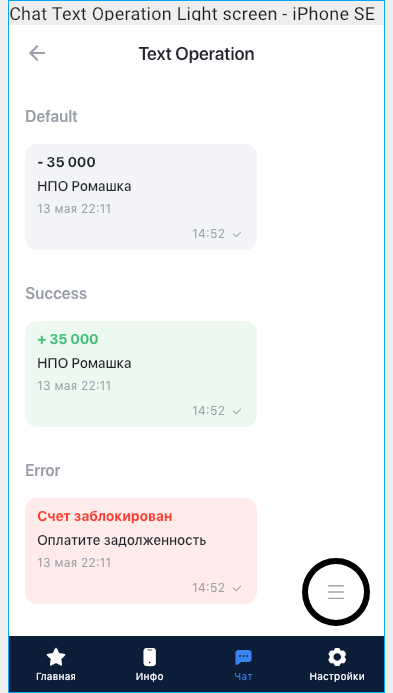 Chat Text Operation Light screen - iPhone SE
Text Operation
Default
- 35 000
НПО Ромашка
13 мая 22:11
14:52
Success
+ 35 000
НПО Ромашка
13 мая 22:11
14:52
Error
Счет заблокирован
Оплатите задолженность
13 мая 22:11
14:52
Главная Инфо Чат Настройки